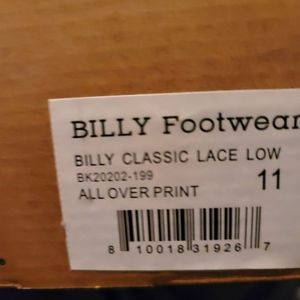 BILLY Footwear
BILLY CLASSIC LACE LOW
BK20202-199
11
ALL OVER PRINT
8 10018 31926 7